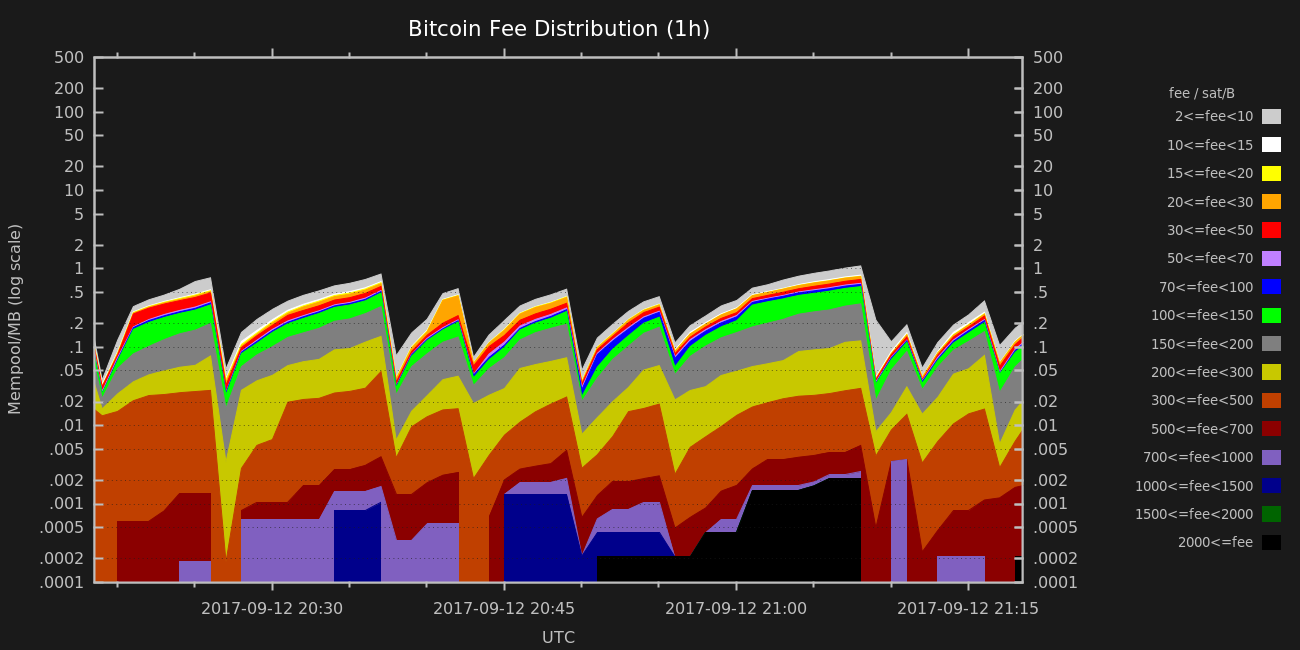 Bitcoin Fee Distribution (1h)
500 500
200 200
100 100
50 50
20 20
10 10
5 5
2 2
1 1
.5 .5
.2 .2
.1 .1
.05 .05
.02 .02
.01 .01
.005 .005
.002 .002
.001 .001
.0005 .0005
.0002 .0002
.0001 .0001
Mempool/MB (log scale)
2017-09-12 20:30 2017-09-12 20:45 2017-09-12 21:00 2017-09-12 21:15
UTC
fee / sat/B
2<=fee<10
10<=fee<15
15<=fee<20
20<=fee<30
30<=fee<50
50<=fee<70
70<=fee<100
100<=fee<150
150<=fee<200
200<=fee<300
300<=fee<500
500<=fee<700
700<=fee<1000
1000<=fee<1500
1500<=fee<2000
2000<=fee